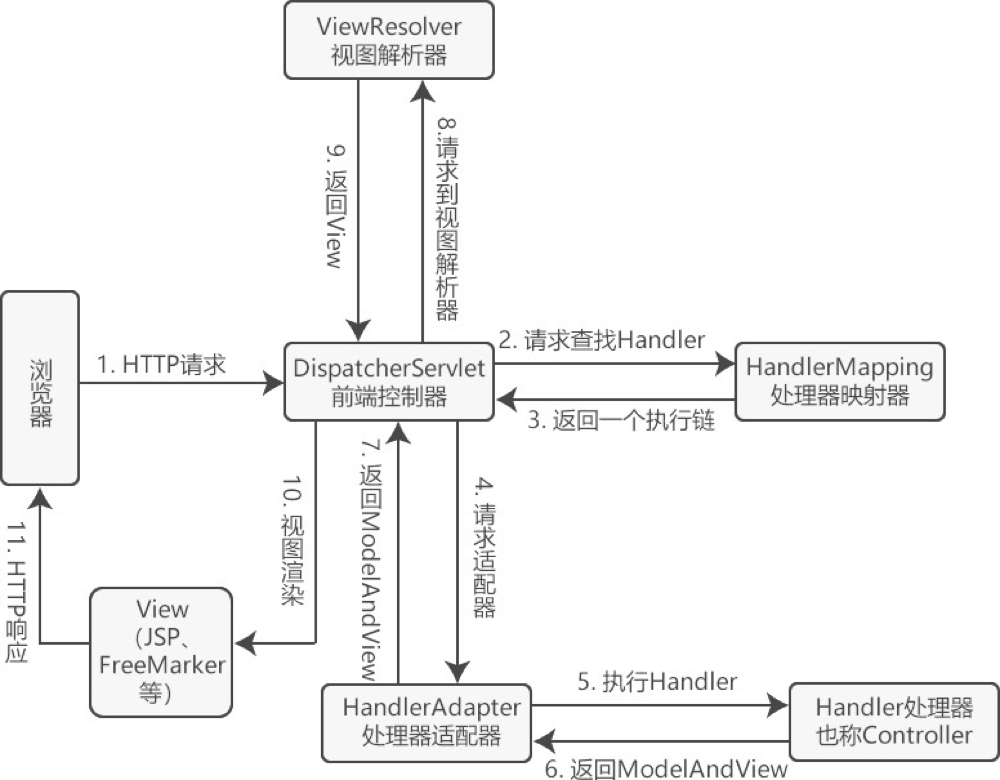 ViewResolver
视图解析器
9. 返回View
8.请求到视图解析器
浏览器
1. HTTP请求
DispatcherServlet
前端控制器
2. 请求查找Handler
3. 返回一个执行链
HandlerMapping
处理器映射器
10. 视图渲染
7. 返回ModelAndView
4. 请求适配器
11. HTTP响应
View
(JSP、
FreeMarker
等)
HandlerAdapter
处理器适配器
5. 执行Handler
6. 返回ModelAndView
Handler处理器
也称Controller